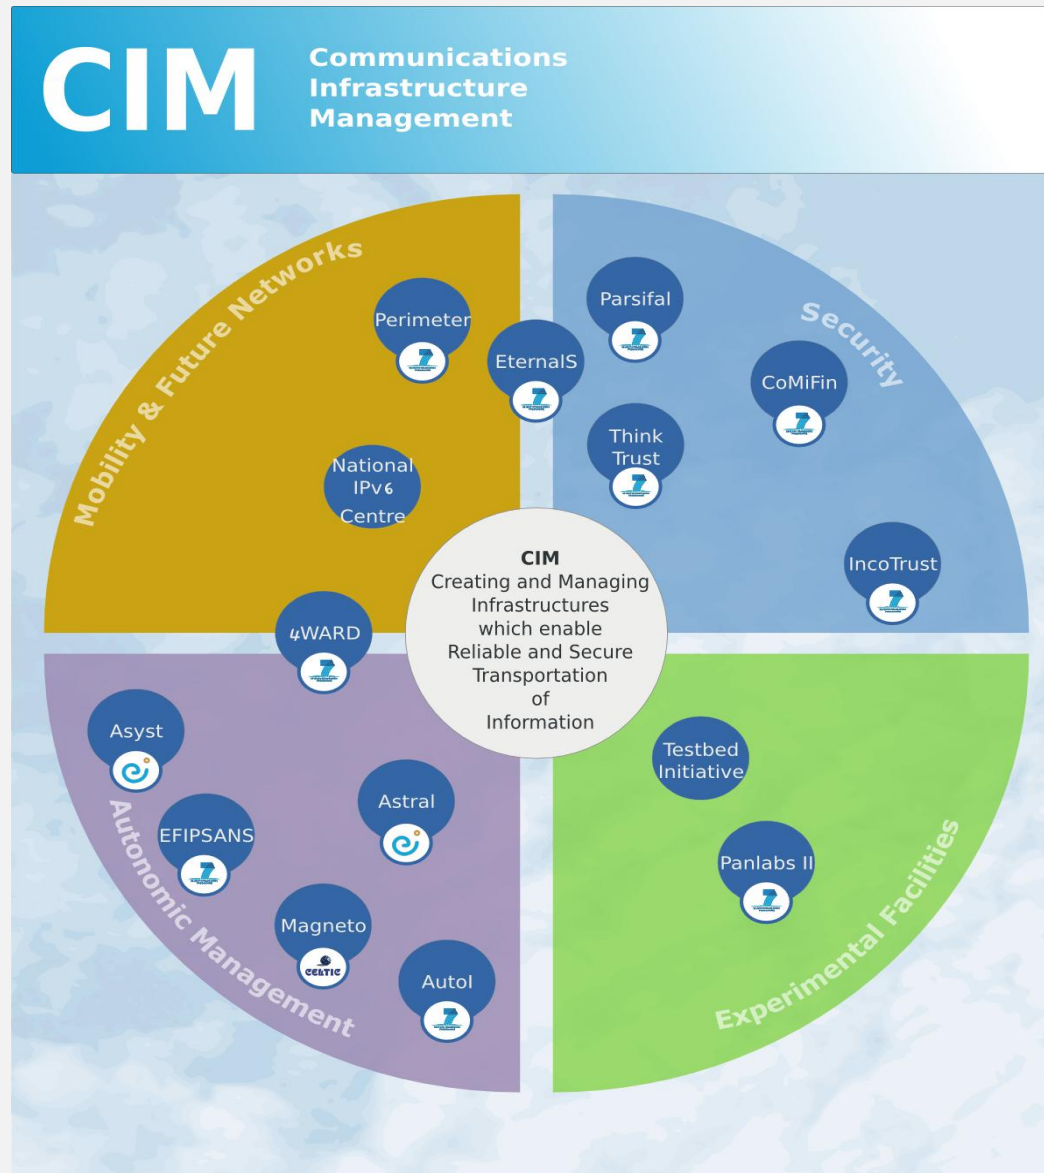 CIM
Communications
Infrastructure
Management
Mobility & Future Networks
Security
Perimeter
EternalS
Parsifal
CoMiFin
Think
Trust
National
IPv6
Centre
IncoTrust
4WARD
CIM
Creating and Managing
Infrastructures
which enable
Reliable and Secure
Transportation
of
Information
Asyst
Astral
EFIPSANS
Magneto
CELTIC
AutoI
Autonomic Management
Testbed
Initiative
Panlabs II
Experimental Facilities